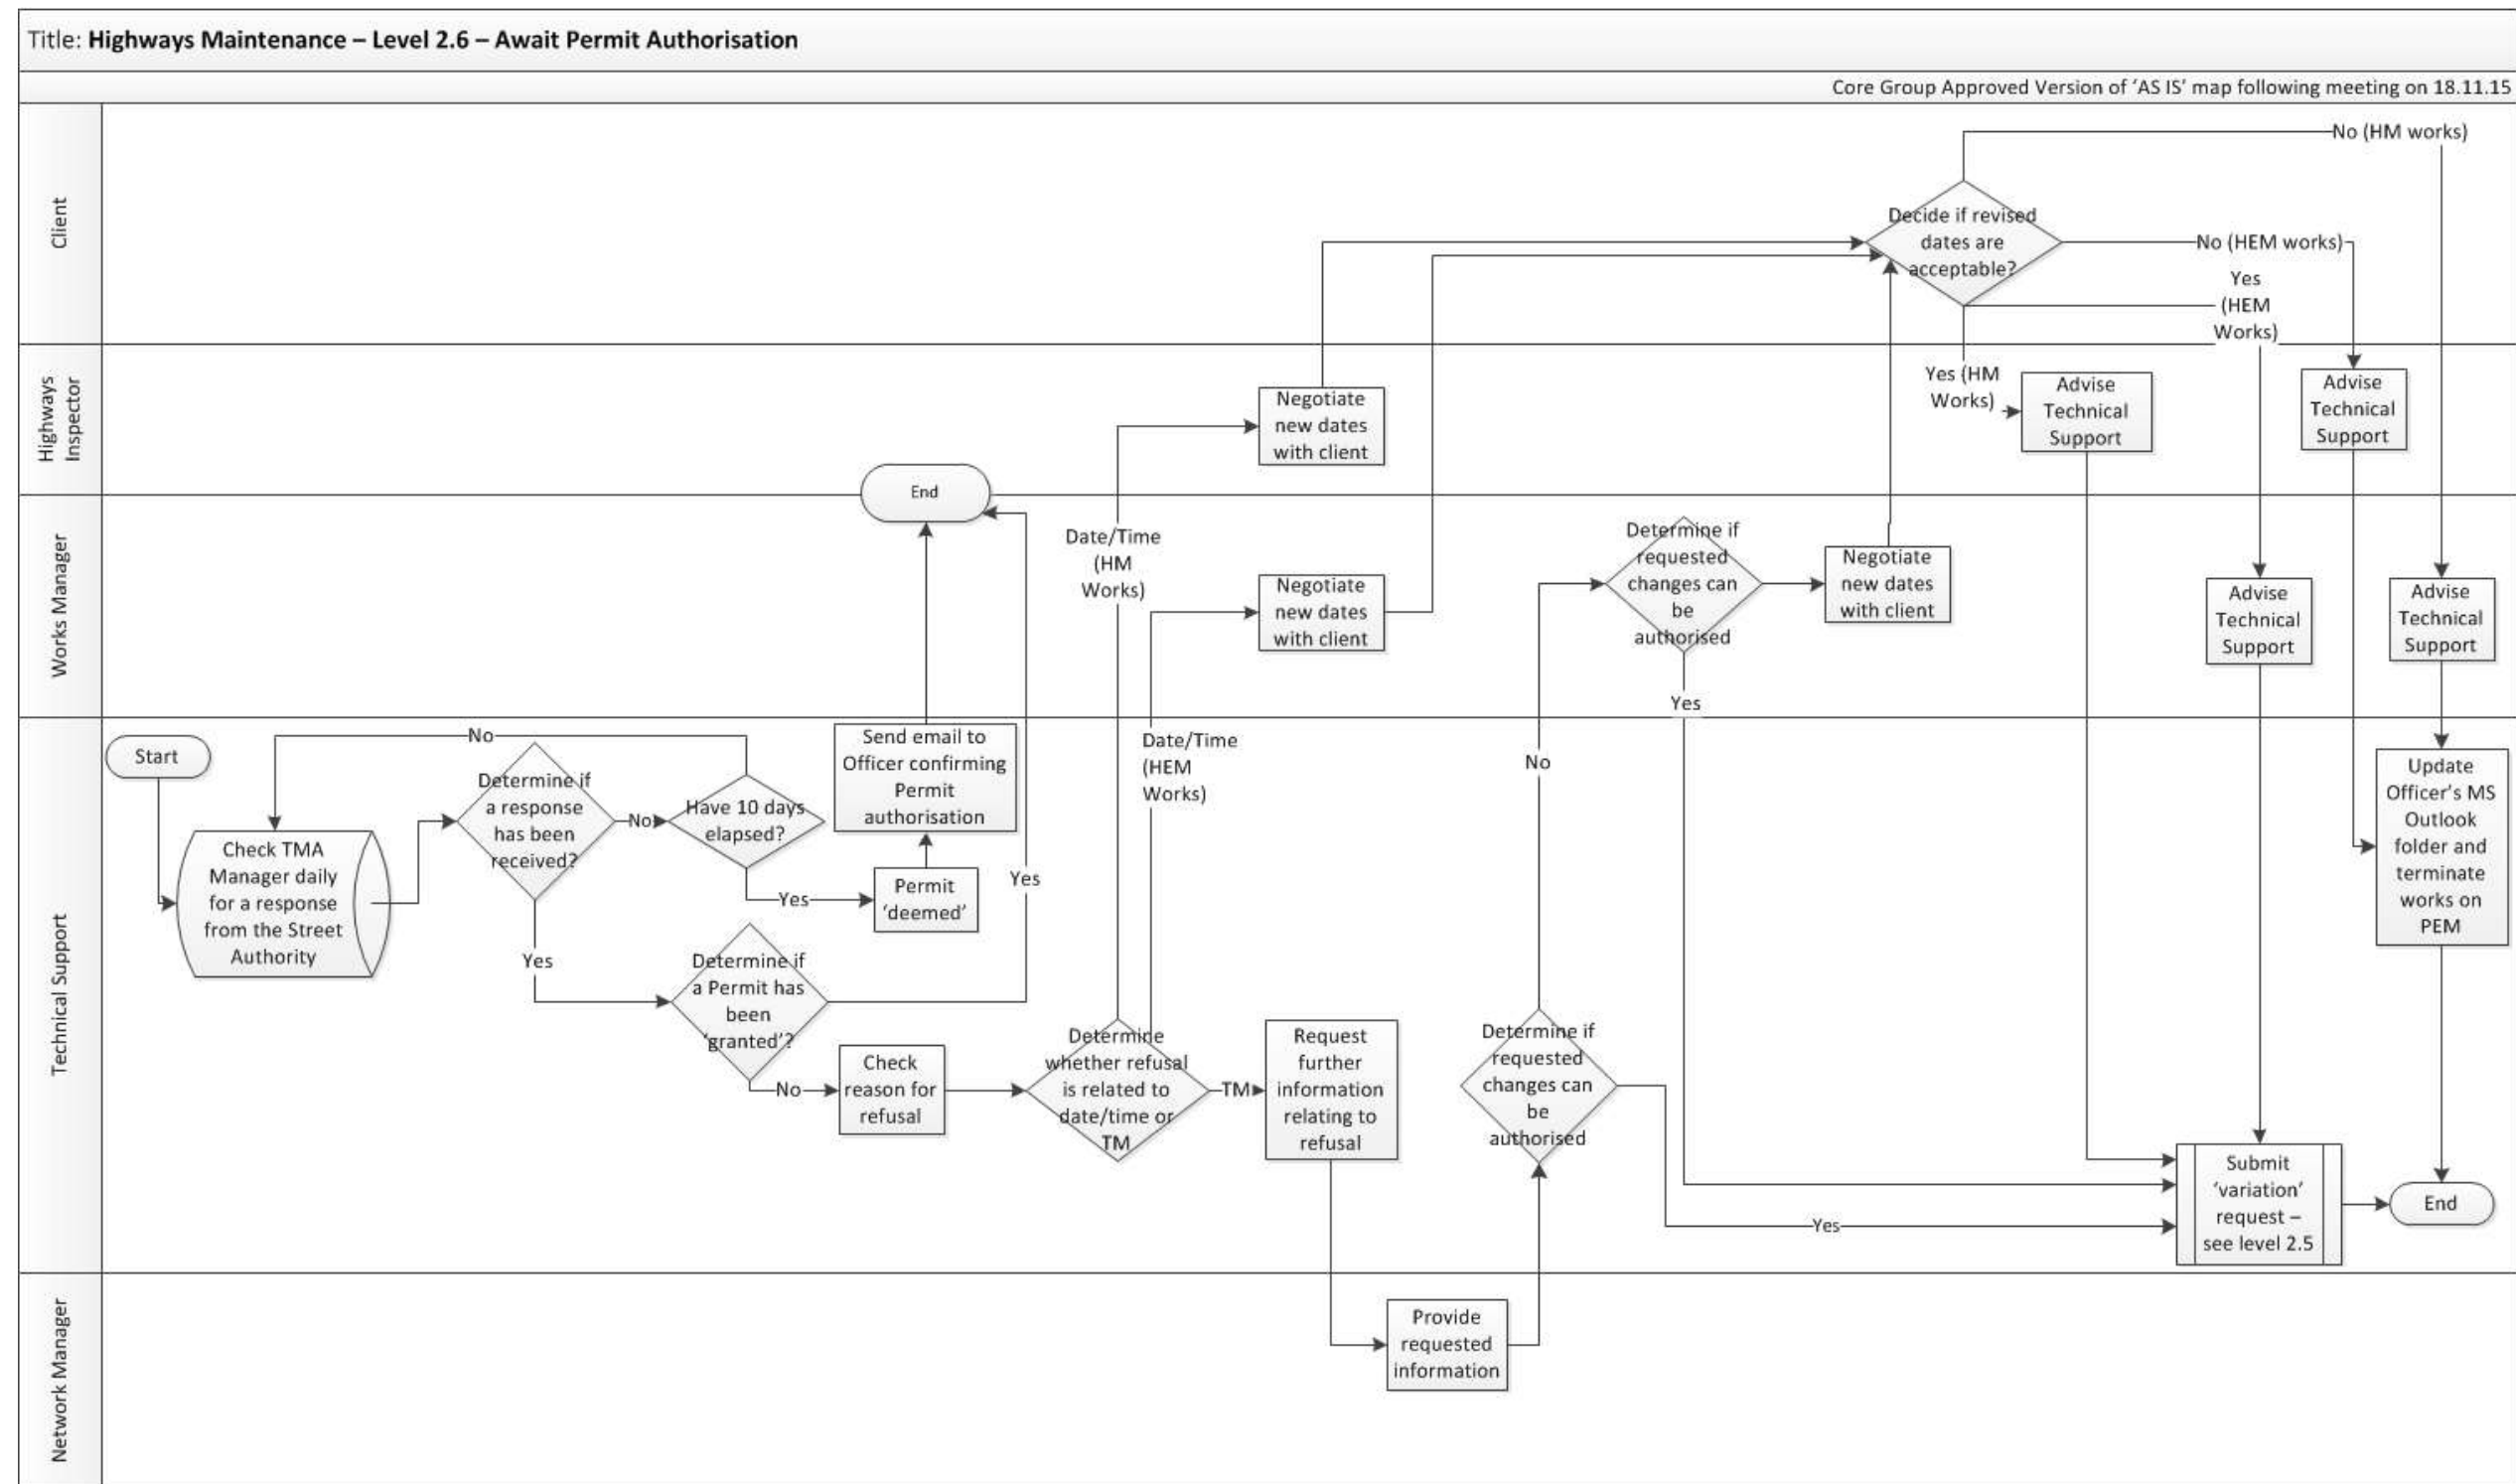 Title: Highways Maintenance – Level 2.6 – Await Permit Authorisation
Core Group Approved Version of ‘AS IS’ map following meeting on 18.11.15
Client
No (HM works)
Decide if revised
dates are
acceptable?
No (HEM works)
Yes
(HEM
Works)
Highways
Inspector
Negotiate
new dates
with client
Yes (HM
Works)
Advise
Technical
Support
Advise
Technical
Support
End
Works Manager
Date/Time
(HM
Works)
Negotiate
new dates
with client
Determine if
requested
changes can
be
authorised
Negotiate
new dates
with client
Advise
Technical
Support
Advise
Technical
Support
Yes
Technical Support
Start
No
Check TMA
Manager daily
for a response
from the Street
Authority
Determine if
a response
has been
received?
No
Have 10 days
elapsed?
Send email to
Officer confirming
Permit
authorisation
Yes
Permit
‘deemed’
Yes
Yes
Determine if
a Permit has
been
‘granted’?
No
Check
reason for
refusal
Date/Time
(HEM
Works)
Determine
whether refusal
is related to
date/time or
TM
TM
Request
further
information
relating to
refusal
No
Determine if
requested
changes can
be
authorised
Yes
Update
Officer’s MS
Outlook
folder and
terminate
works on
PEM
Submit
‘variation’
request –
see level 2.5
End
Network Manager
Provide
requested
information